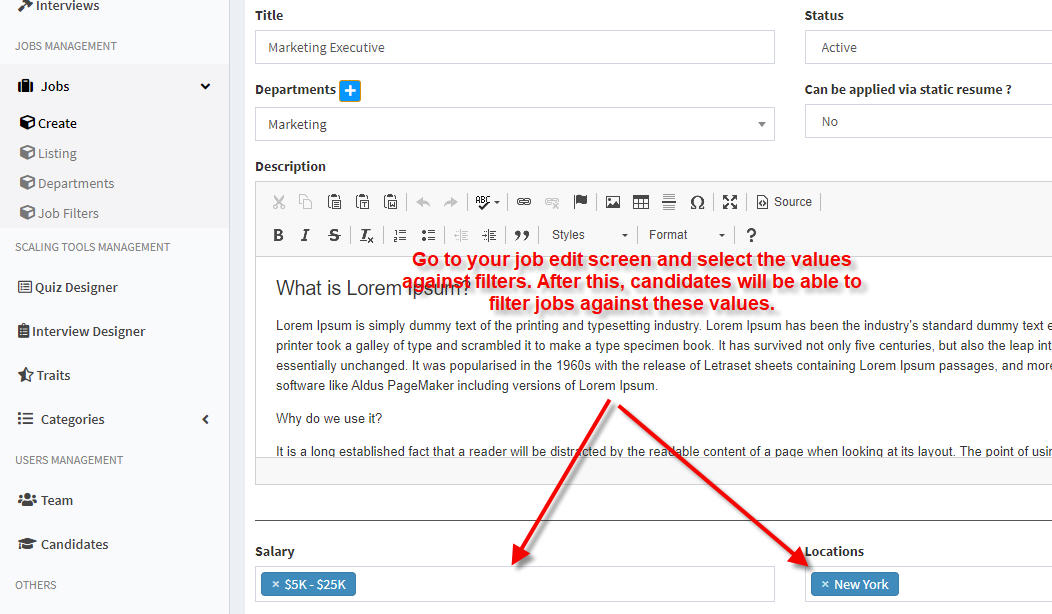 Interviews
JOBS MANAGEMENT
Jobs
Create
Listing
Departments
Job Filters
SCALING TOOLS MANAGEMENT
Quiz Designer
Interview Designer
Traits
Categories
USERS MANAGEMENT
Team
Candidates
OTHERS
Title
Status
Marketing Executive
Active
Departments +
Can be applied via static resume ?
Marketing
No
Description
ABC
Source
B I S Ix
Styles
Format
?
Go to your job edit screen and select the values
against filters. After this, candidates will be able to
filter jobs against these values.
What is Lorem Ipsum?
Lorem Ipsum is simply dummy text of the printing and typesetting industry. Lorem Ipsum has been the industry's standard dummy text e
printer took a galley of type and scrambled it to make a type specimen book. It has survived not only five centuries, but also the leap int
essentially unchanged. It was popularised in the 1960s with the release of Letraset sheets containing Lorem Ipsum passages, and more
software like Aldus PageMaker including versions of Lorem Ipsum.
Why do we use it?
It is a long established fact that a reader will be distracted by the readable content of a page when looking at its layout. The point of usin
Salary
Locations
× $5K - $25K
× New York